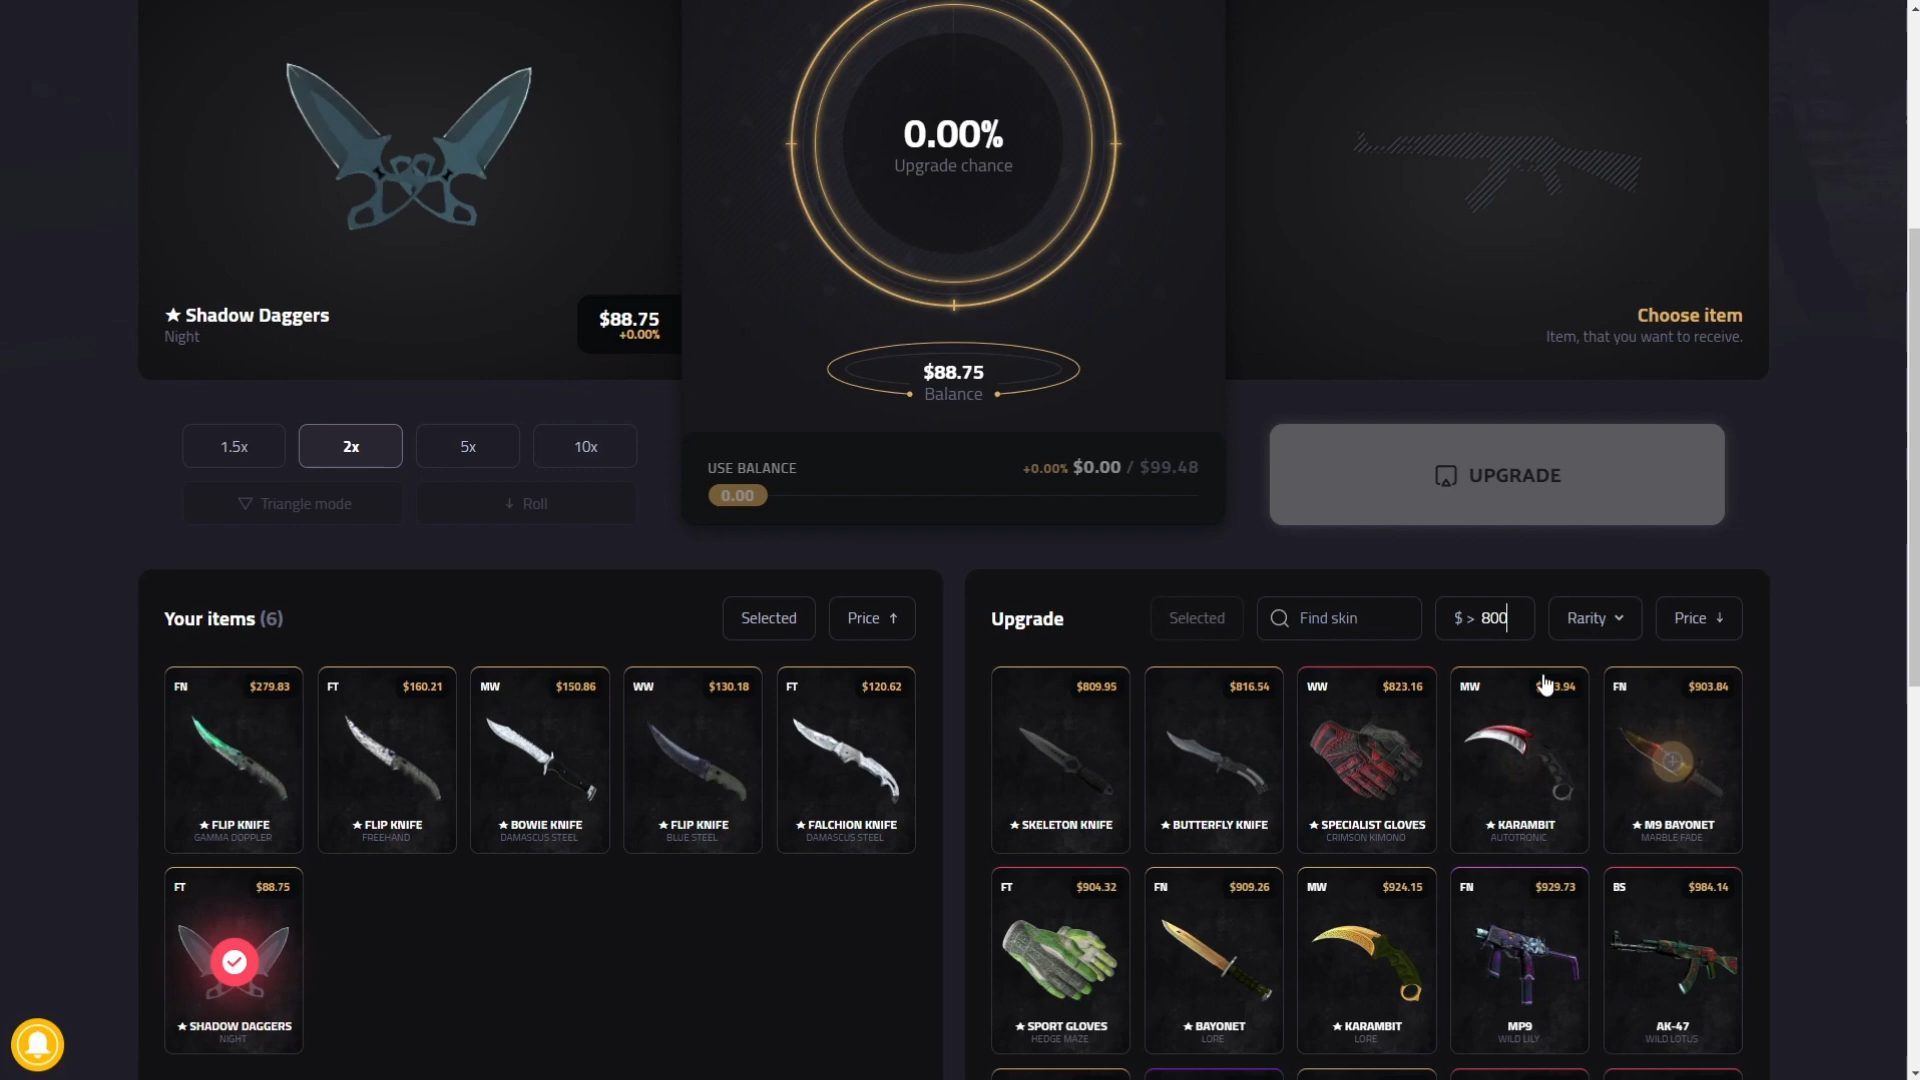 0.00%
Upgrade chance
★ Shadow Daggers
Night
$88.75
+0.00%
Choose item
Item, that you want to receive.
$88.75
Balance
1.5x
2x
5x
10x
Triangle mode
Roll
USE BALANCE
+0.00% $0.00 / $99.48
0.00
UPGRADE
Your items (6)
Selected
Price ↑
Upgrade
Selected
Find skin
$ > 800
Rarity
Price ↓
FN $279.83
★ FLIP KNIFE
GAMMA DOPPLER
FT $160.21
★ FLIP KNIFE
FREEHAND
MW $150.86
★ BOWIE KNIFE
DAMASCUS STEEL
WW $130.18
★ FLIP KNIFE
BLUE STEEL
FT $120.62
★ FALCHION KNIFE
DAMASCUS STEEL
FT $88.75
★ SHADOW DAGGERS
NIGHT
$809.95
★ SKELETON KNIFE
$816.54
★ BUTTERFLY KNIFE
WW $823.16
★ SPECIALIST GLOVES
CRIMSON KIMONO
MW
★ KARAMBIT
AUTOTRONIC
FN $903.84
★ M9 BAYONET
MARBLE FADE
FT $904.32
★ SPORT GLOVES
HEDGE MAZE
FN $909.26
★ BAYONET
LORE
MW $924.15
★ KARAMBIT
LORE
FN $929.73
MP9
WILD LILY
BS $984.14
AK-47
WILD LOTUS